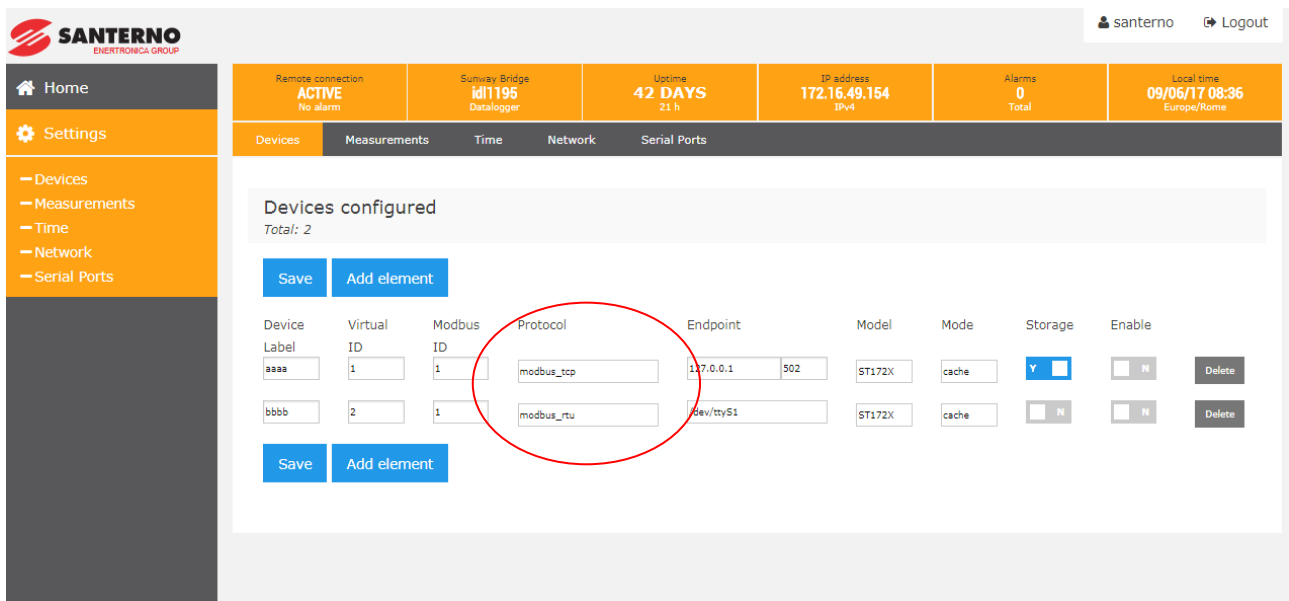 santerno Logout
SANTERNO
ENERTRONICA GROUP
Home
Settings
Devices
Measurements
Time
Network
Serial Ports
Remote connection
ACTIVE
No alarm
Sunway Bridge
idl1195
Datalogger
Uptime
42 DAYS
21 h
IP address
172.16.49.154
IPv4
Alarms
0
Total
Local time
09/06/17 08:36
Europe/Rome
Devices Measurements Time Network Serial Ports
Devices configured
Total: 2
Save Add element
Device Label Virtual ID Modbus ID Protocol Endpoint Model Mode Storage Enable
aaaa 1 1 modbus_tcp 127.0.0.1 502 ST172X cache Y N Delete
bbbb 2 1 modbus_rtu /dev/ttyS1 ST172X cache N N Delete
Save Add element